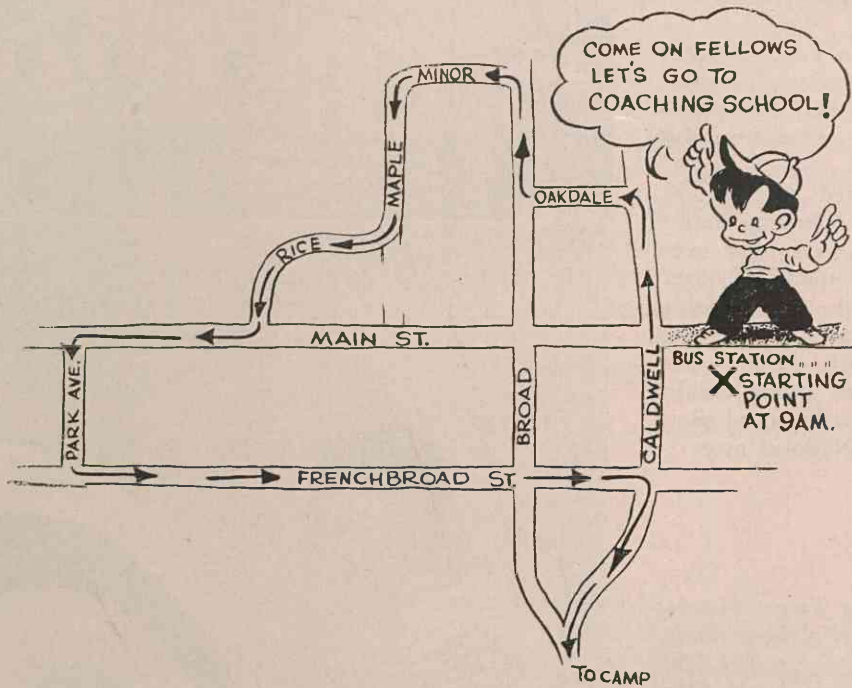 COME ON FELLOWS
LET'S GO TO
COACHING SCHOOL!
MINOR
MAPLE
OAKDALE
RICE
MAIN ST.
BUS STATION
X STARTING
POINT
AT 9AM.
PARK AVE.
BROAD
CALDWELL
FRENCHBROAD ST.
TO CAMP